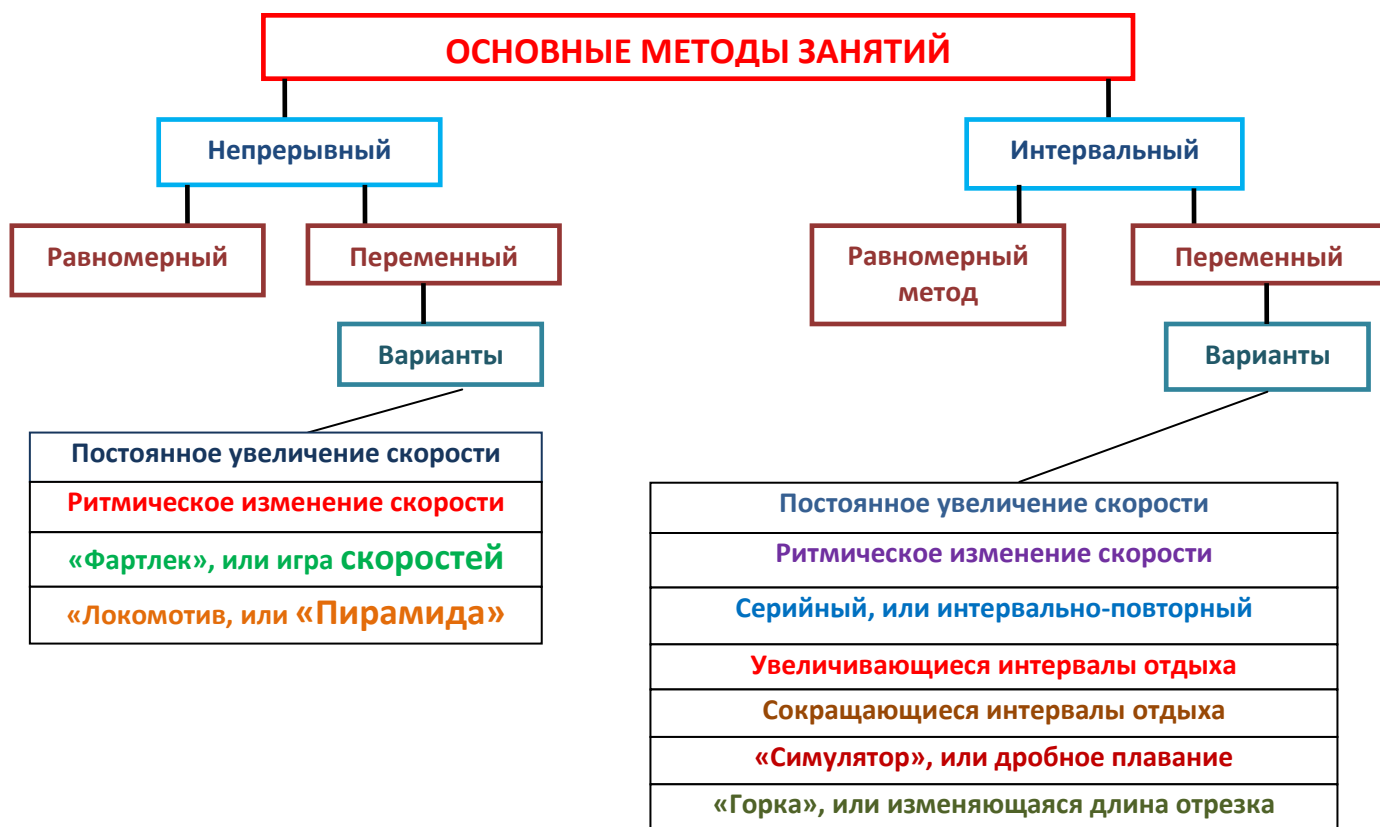 ОСНОВНЫЕ МЕТОДЫ ЗАНЯТИЙ
Непрерывный
Интервальный
Равномерный
Переменный
Равномерный
метод
Переменный
Варианты
Варианты
Постоянное увеличение скорости
Ритмическое изменение скорости
«Фартлек», или игра скоростей
«Локомотив, или «Пирамида»
Постоянное увеличение скорости
Ритмическое изменение скорости
Серийный, или интервально-повторный
Увеличивающиеся интервалы отдыха
Сокращающиеся интервалы отдыха
«Симулятор», или дробное плавание
«Горка», или изменяющаяся длина отрезка